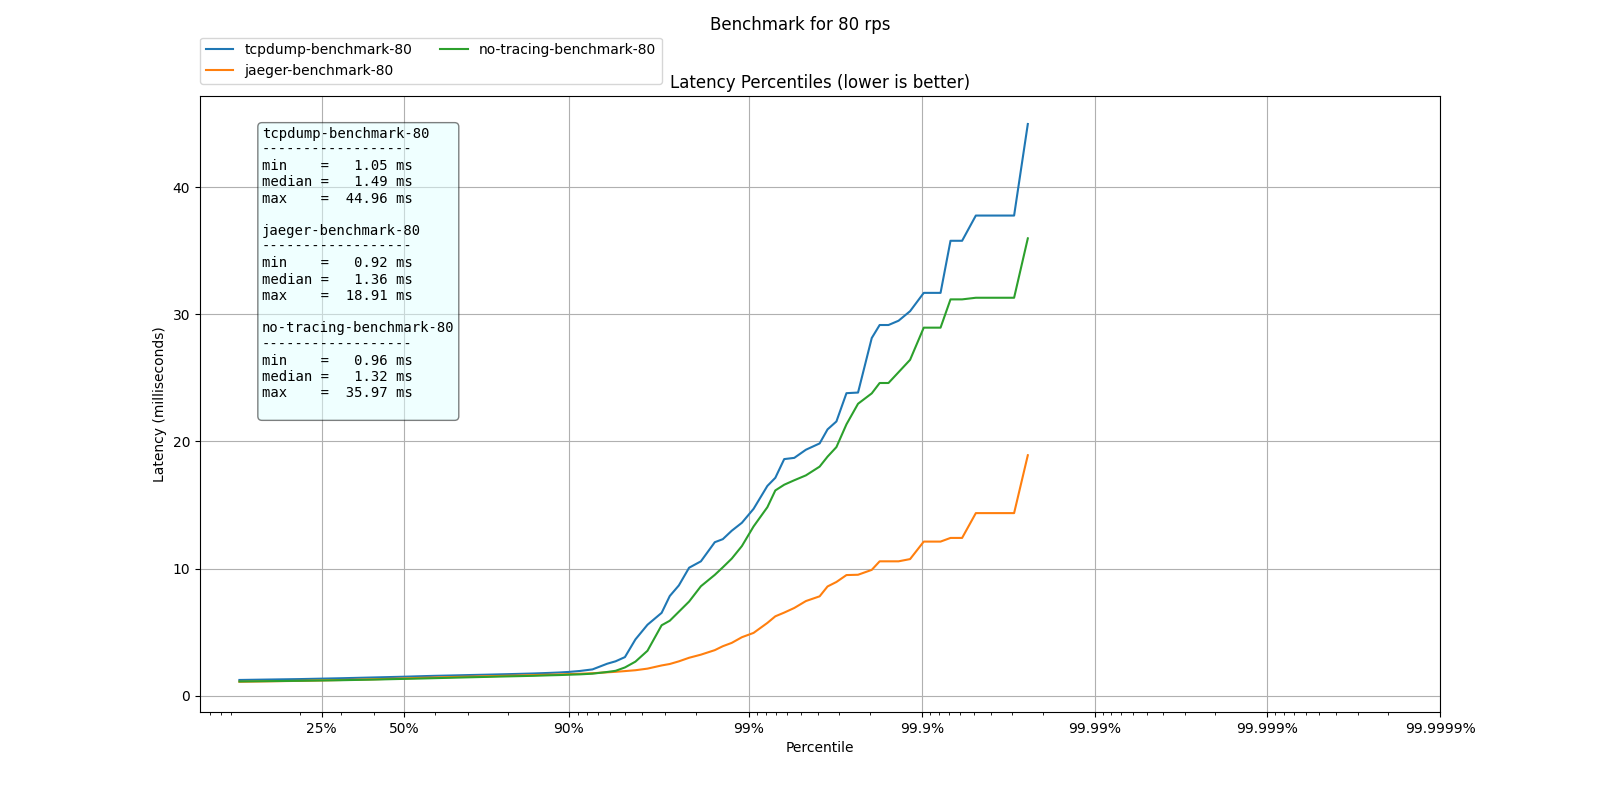 Benchmark for 80 rps
tcpdump-benchmark-80
jaeger-benchmark-80
no-tracing-benchmark-80
Latency Percentiles (lower is better)
tcpdump-benchmark-80
------------------
min    =   1.05 ms
median =   1.49 ms
max    =  44.96 ms
jaeger-benchmark-80
------------------
min    =   0.92 ms
median =   1.36 ms
max    =  18.91 ms
no-tracing-benchmark-80
------------------
min    =   0.96 ms
median =   1.32 ms
max    =  35.97 ms
Latency (milliseconds)
40
30
20
10
0
25% 50% 90% 99% 99.9% 99.99% 99.999% 99.9999%
Percentile